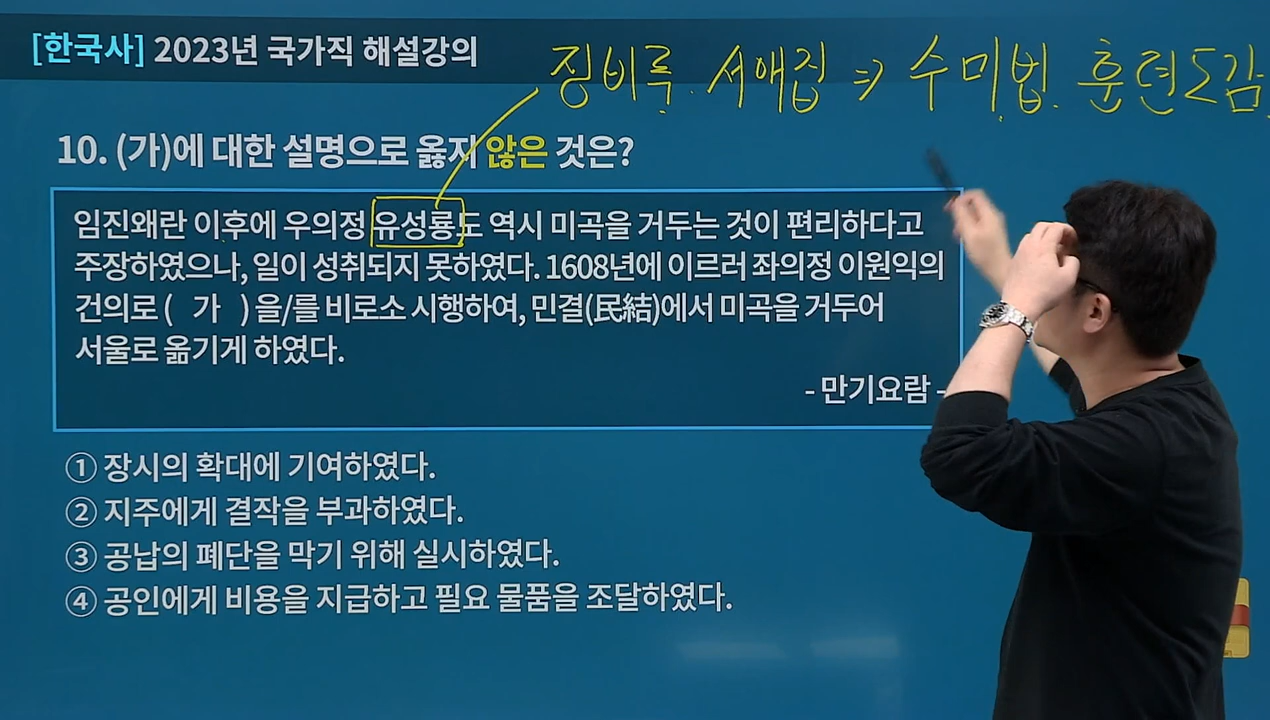 [한국사] 2023년 국가직 해설강의
징비록. 서애집 ⇒ 수미법. 훈련도감
10. (가)에 대한 설명으로 옳지 않은 것은?
임진왜란 이후에 우의정 유성룡도 역시 미곡을 거두는 것이 편리하다고
주장하였으나, 일이 성취되지 못하였다. 1608년에 이르러 좌의정 이원익의
건의로 ( 가 ) 을/를 비로소 시행하여, 민결(民結)에서 미곡을 거두어
서울로 옮기게 하였다.
- 만기요람 -
① 장시의 확대에 기여하였다.
② 지주에게 결작을 부과하였다.
③ 공납의 폐단을 막기 위해 실시하였다.
④ 공인에게 비용을 지급하고 필요 물품을 조달하였다.